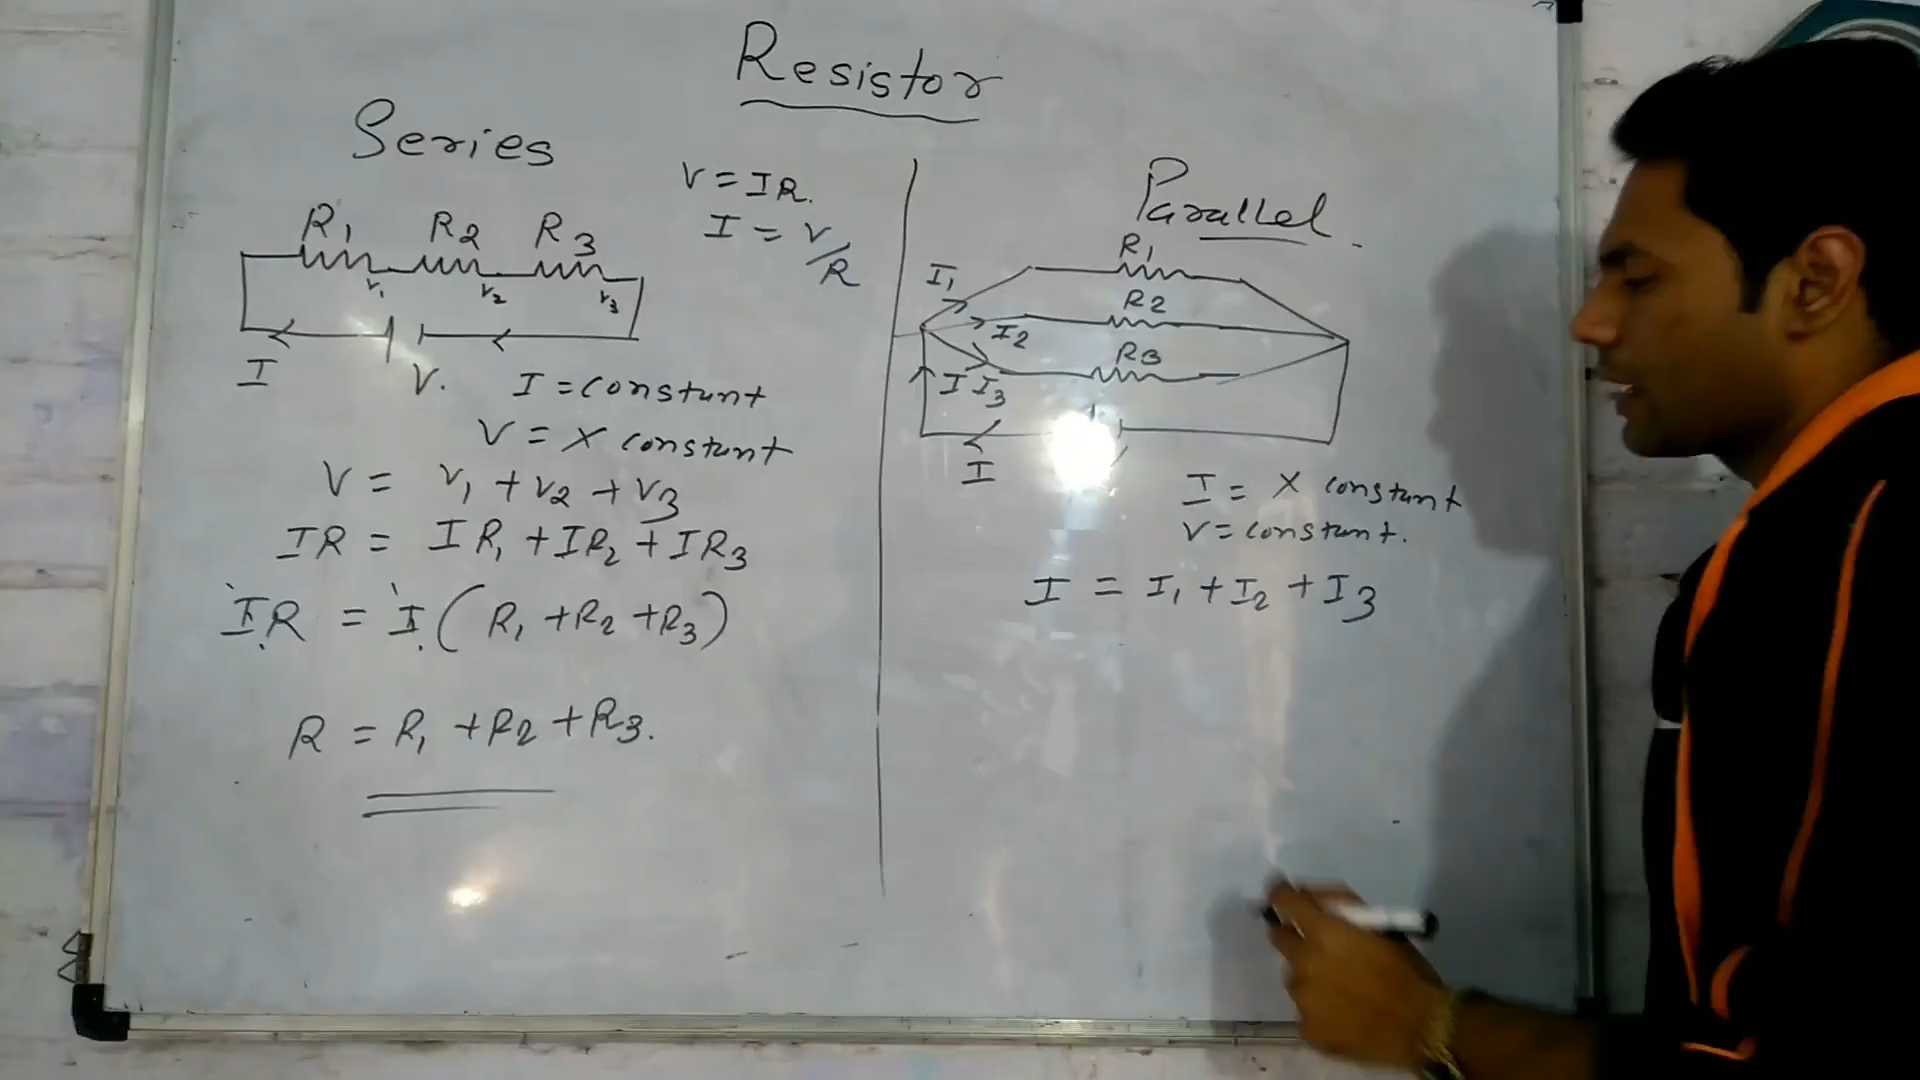 Resistor
Series
V = IR.
I = V/R
R1 R2 R3
V1 V2 V3
I
V.
I = constant
V = X constant
V = V1 + V2 + V3
IR = IR1 + IR2 + IR3
IR = I ( R1 + R2 + R3 )
R = R1 + R2 + R3.
Parallel.
R1
I1
R2
I2
R3
I I3
I
I = X constant
V = constant.
I = I1 + I2 + I3